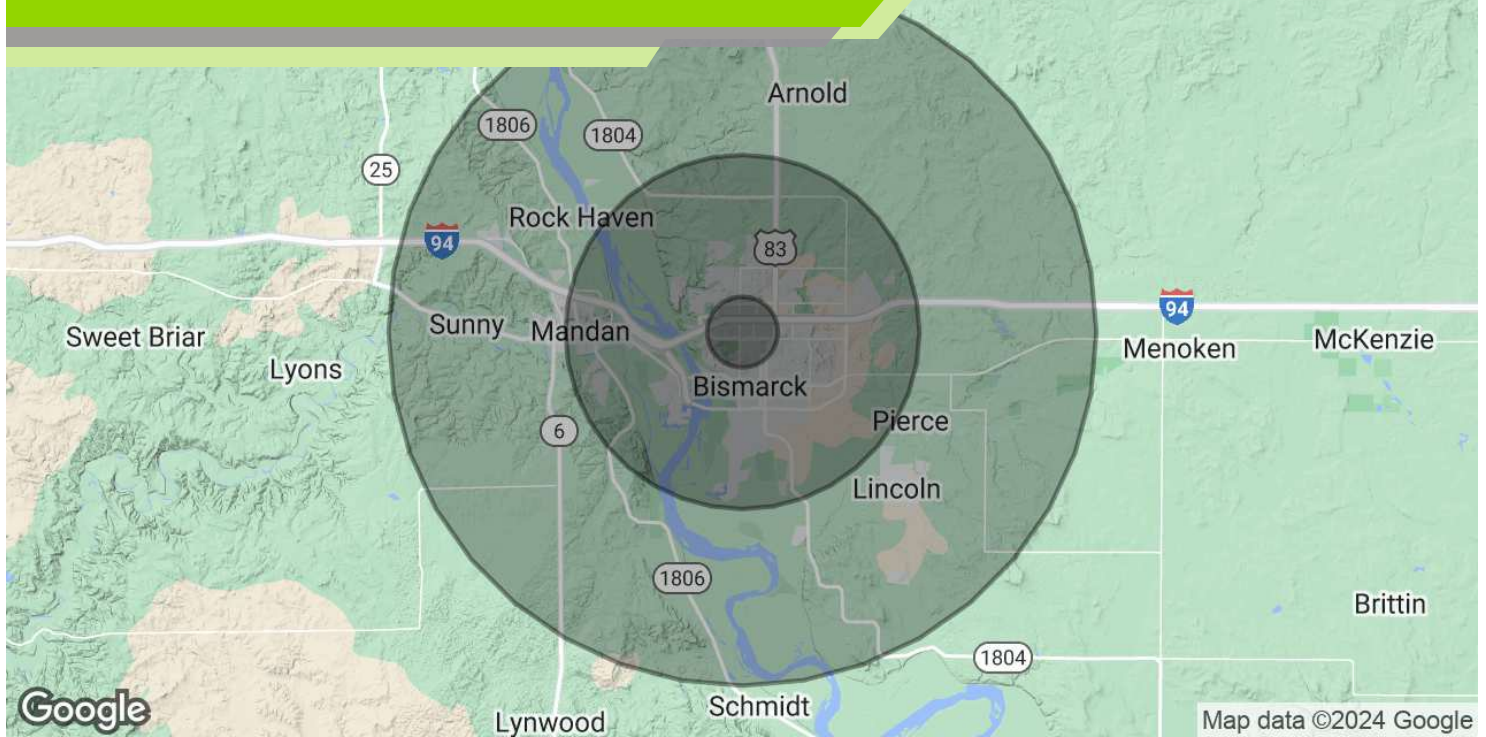 Arnold
1806
1804
25
Rock Haven
94
83
94
Sunny
Mandan
Sweet Briar
Menoken
McKenzie
Lyons
Bismarck
6
Pierce
Lincoln
1806
Brittin
1804
Schmidt
Lynwood
Google
Map data ©2024 Google